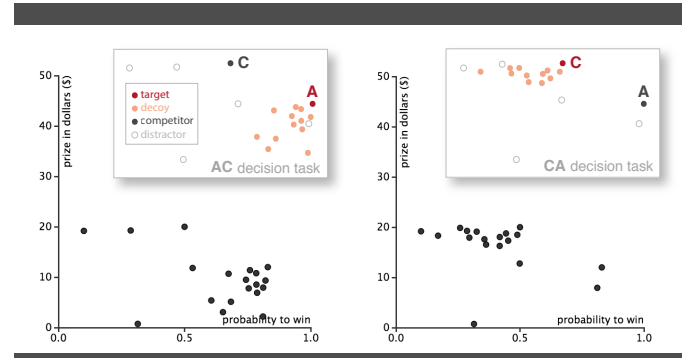 prize in dollars ($)
50
40
30
20
10
0
0.0
0.5
1.0
probability to win
C
A
target
decoy
competitor
distractor
AC decision task
prize in dollars ($)
50
40
30
20
10
0
0.0
0.5
1.0
probability to win
C
A
CA decision task